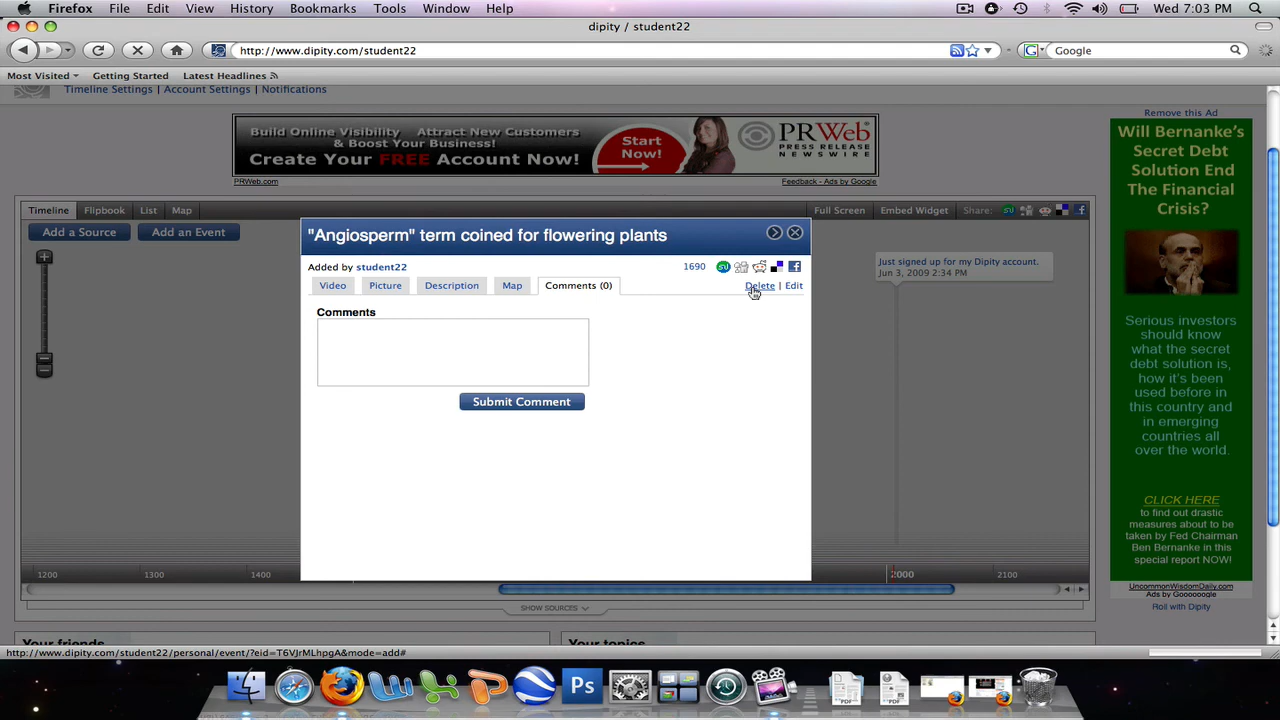 Firefox File Edit View History Bookmarks Tools Window Help Wed 7:03 PM
dipity / student22
http://www.dipity.com/student22 Google
Most Visited Getting Started Latest Headlines
Timeline Settings | Account Settings | Notifications
Remove this Ad
Build Online Visibility Attract New Customers
& Boost Your Business!
Create Your FREE Account Now!
Start
Now!
PRWeb
PRESS RELEASE
NEWSWIRE
PRWeb.com Feedback - Ads by Google
Will Bernanke's
Secret Debt
Solution End
The Financial
Crisis?
Timeline Flipbook List Map Full Screen Embed Widget Share:
Add a Source Add an Event
"Angiosperm" term coined for flowering plants
Just signed up for my Dipity account.
Jun 3, 2009 2:34 PM
Added by student22 1690
Video Picture Description Map Comments (0) Delete | Edit
Comments
Submit Comment
Serious investors
should know
what the secret
debt solution is,
how it's been
used before in
this country and
in emerging
countries all
over the world.
CLICK HERE
to find out drastic
measures about to be
taken by Fed Chairman
Ben Bernanke in this
special report NOW!
UncommonWisdomDaily.com
Ads by Goooooogle
Roll with Dipity
1200 1300 1400 2000 2100
SHOW SOURCES
Your friends Your topics
http://www.dipity.com/student22/personal/event/?eid=T6VJrMLhpgA&mode=add#
Ps
PDF PDF